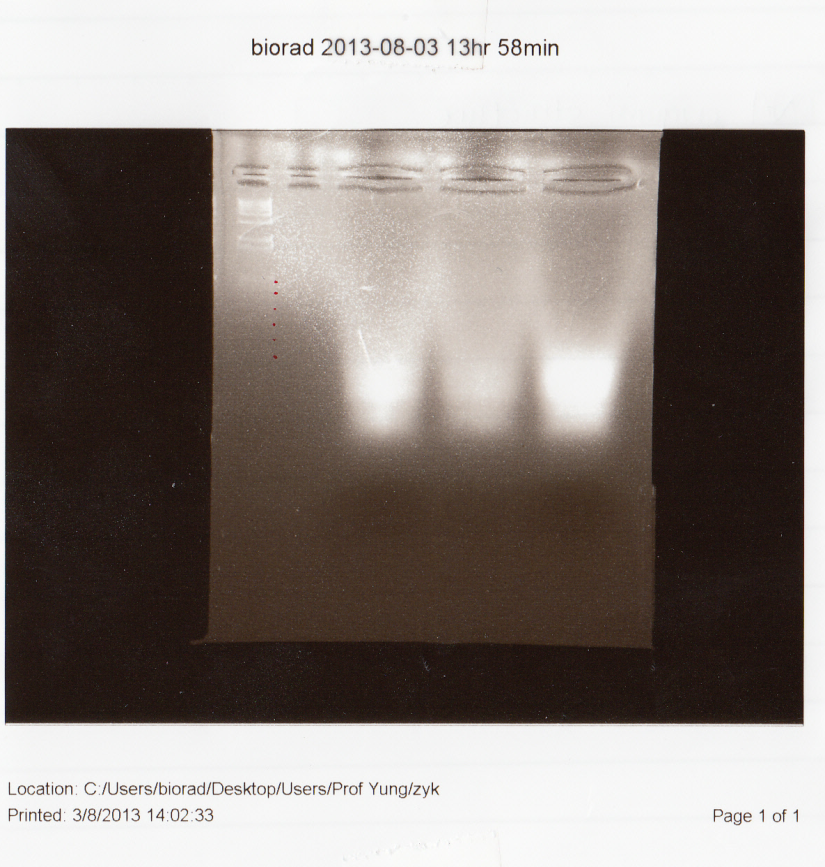 biorad 2013-08-03 13hr 58min
Location: C:/Users/biorad/Desktop/Users/Prof Yung/zyk
Printed: 3/8/2013 14:02:33
Page 1 of 1